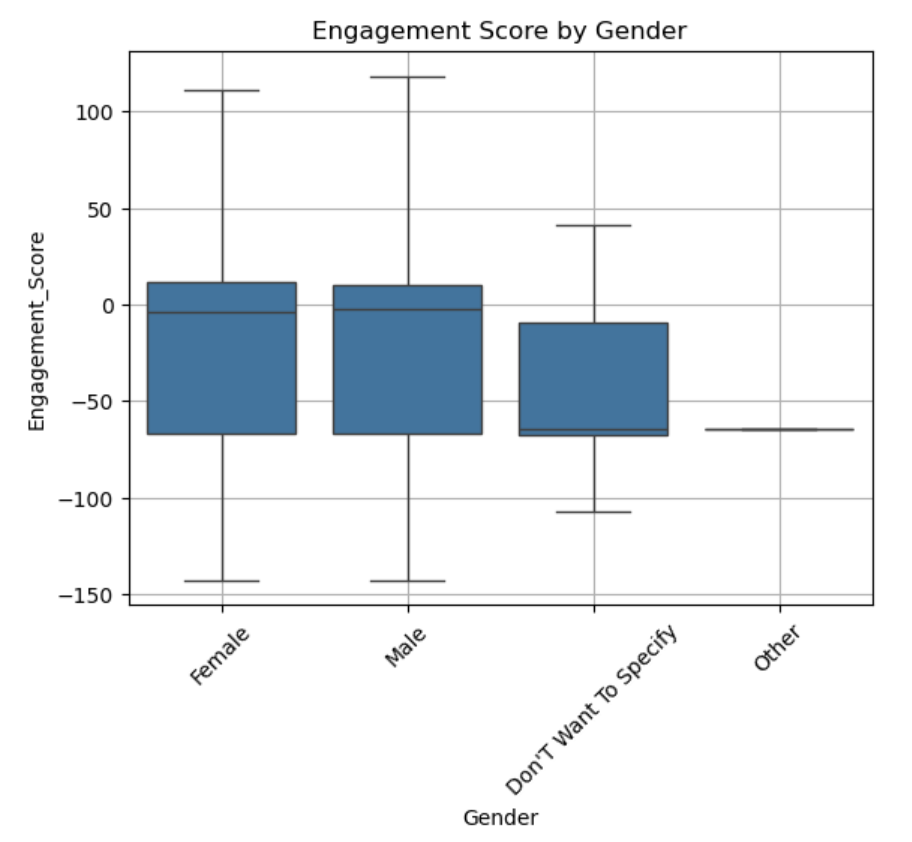 Engagement Score by Gender
Engagement_Score
100
50
0
−50
−100
−150
Female
Male
Don'T Want To Specify
Other
Gender